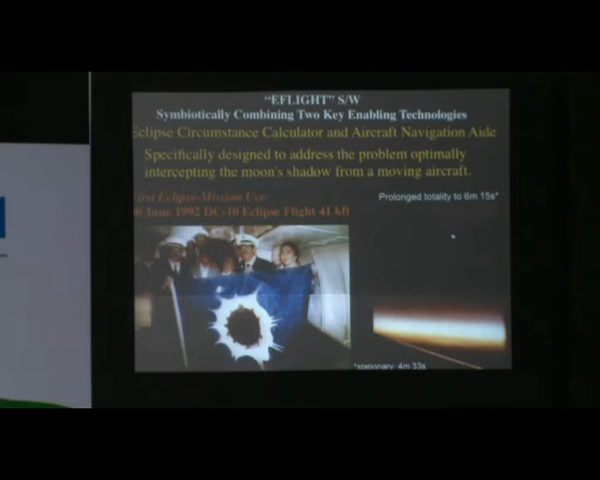 "EFLIGHT" S/W
Symbiotically Combining Two Key Enabling Technologies
Eclipse Circumstance Calculator and Aircraft Navigation Aide
Specifically designed to address the problem optimally
intercepting the moon's shadow from a moving aircraft.
First Eclipse-Mission Use:
June 1992 DC-10 Eclipse Flight 41 kft
Prolonged totality to 6m 15s*
*stationary: 4m 33s